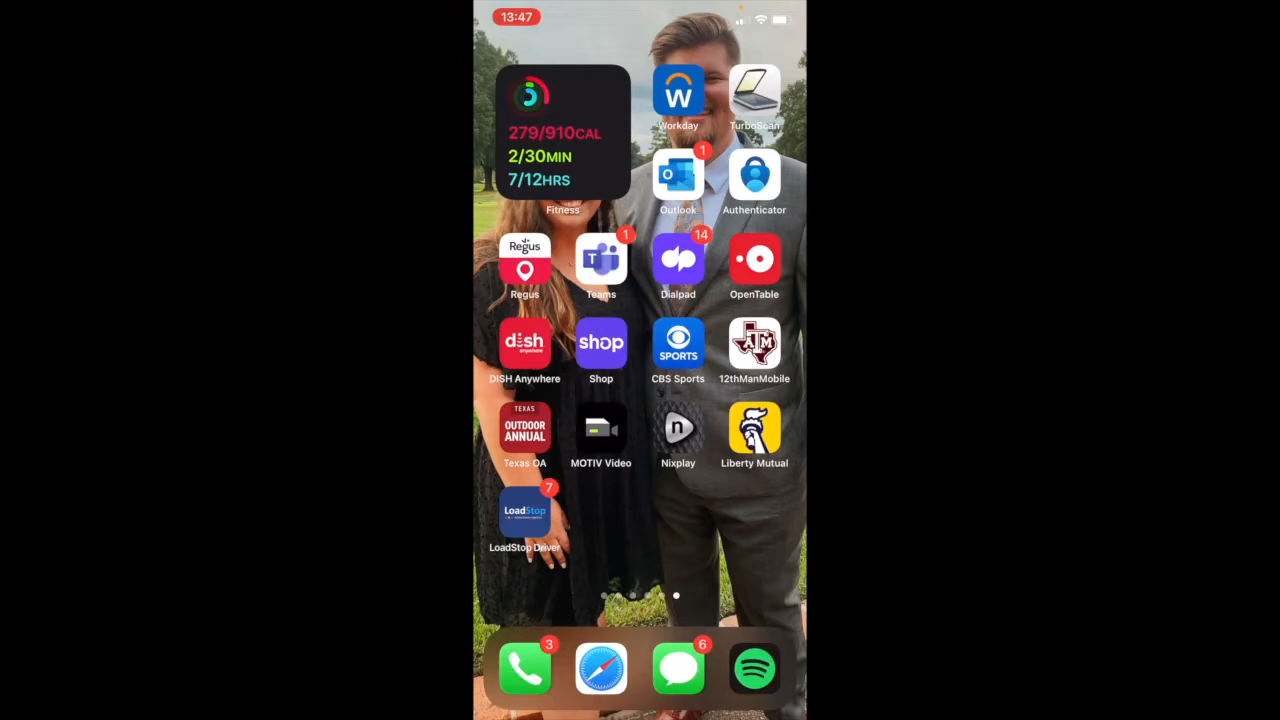 13:47
279/910CAL
2/30MIN
7/12HRS
Fitness
W
Workday
TurboScan
1
O
Outlook
Authenticator
Regus
Regus
1
T
Teams
14
Dialpad
OpenTable
dish
anywhere
DISH Anywhere
shop
Shop
SPORTS
CBS Sports
A&M
12thManMobile
TEXAS
OUTDOOR
ANNUAL
Texas OA
MOTIV Video
n
Nixplay
Liberty Mutual
7
LoadStop
LoadStop Driver
3
6